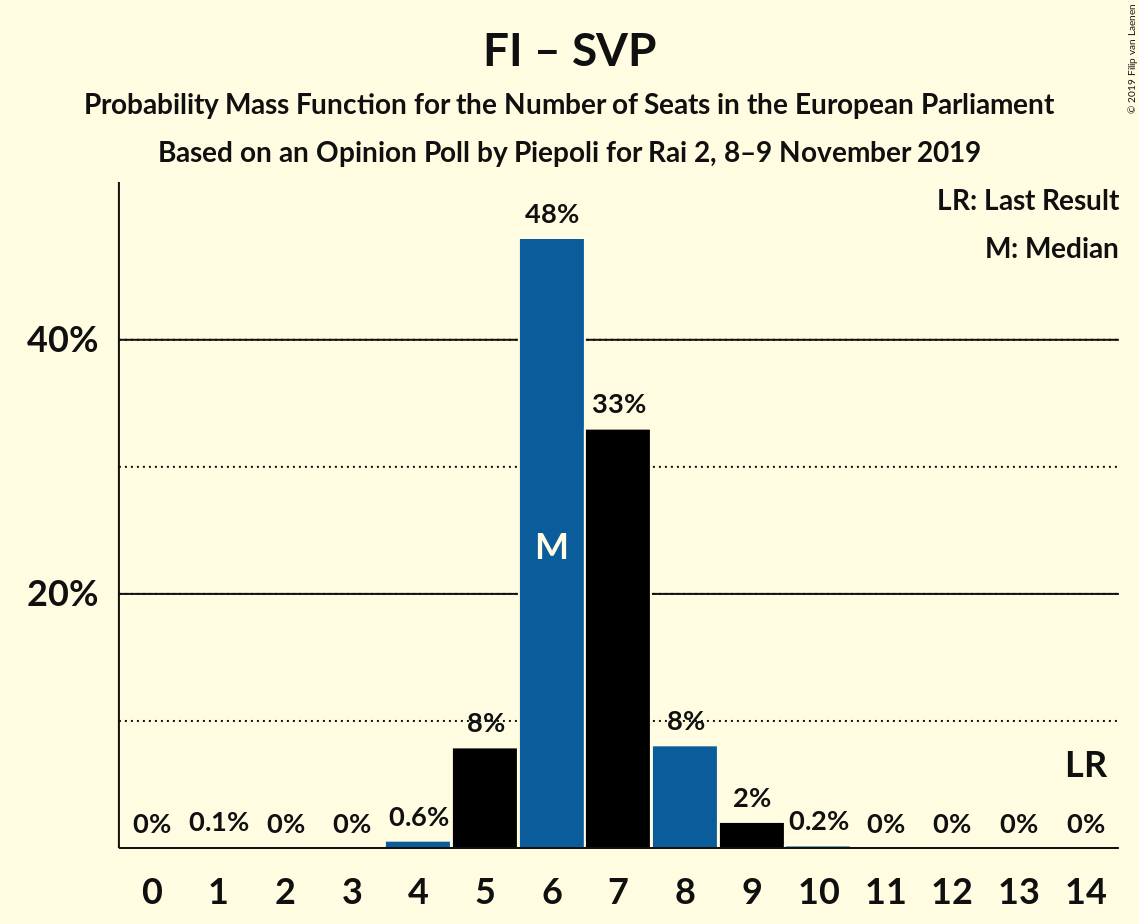 FI – SVP
Probability Mass Function for the Number of Seats in the European Parliament
Based on an Opinion Poll by Piepoli for Rai 2, 8–9 November 2019
© 2019 Filip van Laenen
LR: Last Result
M: Median
48%
40%
33%
M
20%
8%
8%
LR
2%
0%
0.1%
0%
0%
0.6%
0.2%
0%
0%
0%
0%
0 1 2 3 4 5 6 7 8 9 10 11 12 13 14